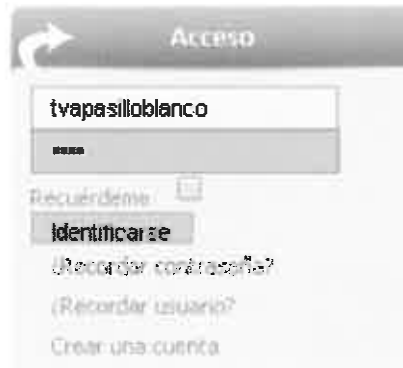 Acceso
tvapasilloblanco
****
Recuérdeme
Identificarse
¿Recordar contraseña?
¿Recordar usuario?
Crear una cuenta